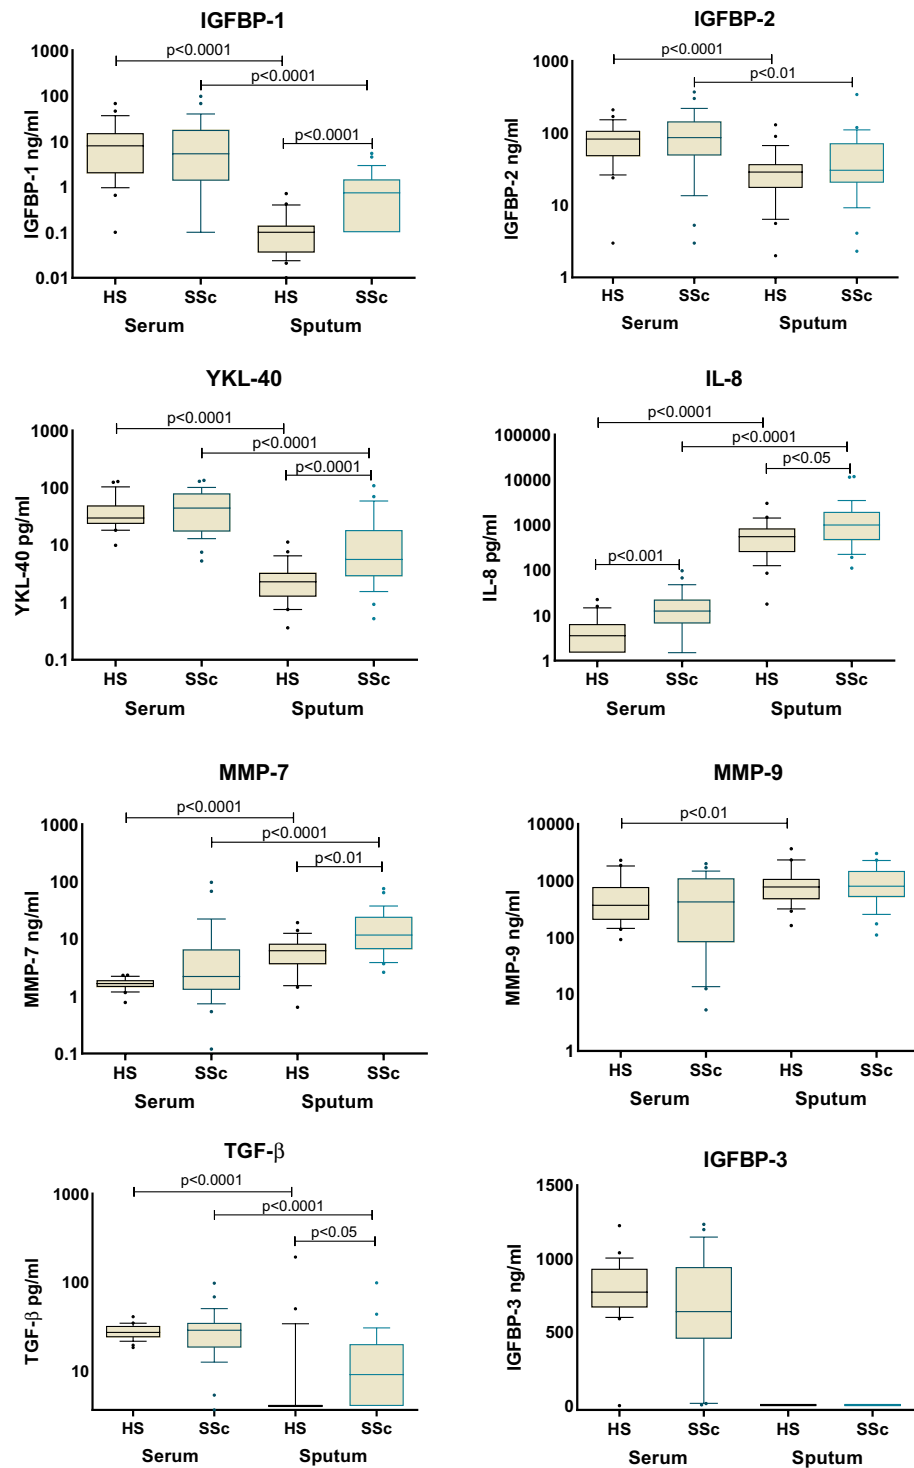 IGFBP-1
IGFBP-1 ng/ml
1000
100
10
1
0.1
0.01
p<0.0001
p<0.0001
p<0.0001
HS SSc HS SSc
Serum Sputum
IGFBP-2
IGFBP-2 ng/ml
1000
100
10
1
p<0.0001
p<0.01
HS SSc HS SSc
Serum Sputum
YKL-40
YKL-40 pg/ml
1000
100
10
1
0.1
p<0.0001
p<0.0001
p<0.0001
HS SSc HS SSc
Serum Sputum
IL-8
IL-8 pg/ml
100000
10000
1000
100
10
1
p<0.0001
p<0.0001
p<0.05
p<0.001
HS SSc HS SSc
Serum Sputum
MMP-7
MMP-7 ng/ml
1000
100
10
1
0.1
p<0.0001
p<0.0001
p<0.01
HS SSc HS SSc
Serum Sputum
MMP-9
MMP-9 ng/ml
10000
1000
100
10
1
p<0.01
HS SSc HS SSc
Serum Sputum
TGF-β
TGF-β pg/ml
1000
100
10
p<0.0001
p<0.0001
p<0.05
HS SSc HS SSc
Serum Sputum
IGFBP-3
IGFBP-3 ng/ml
1500
1000
500
0
HS SSc HS SSc
Serum Sputum